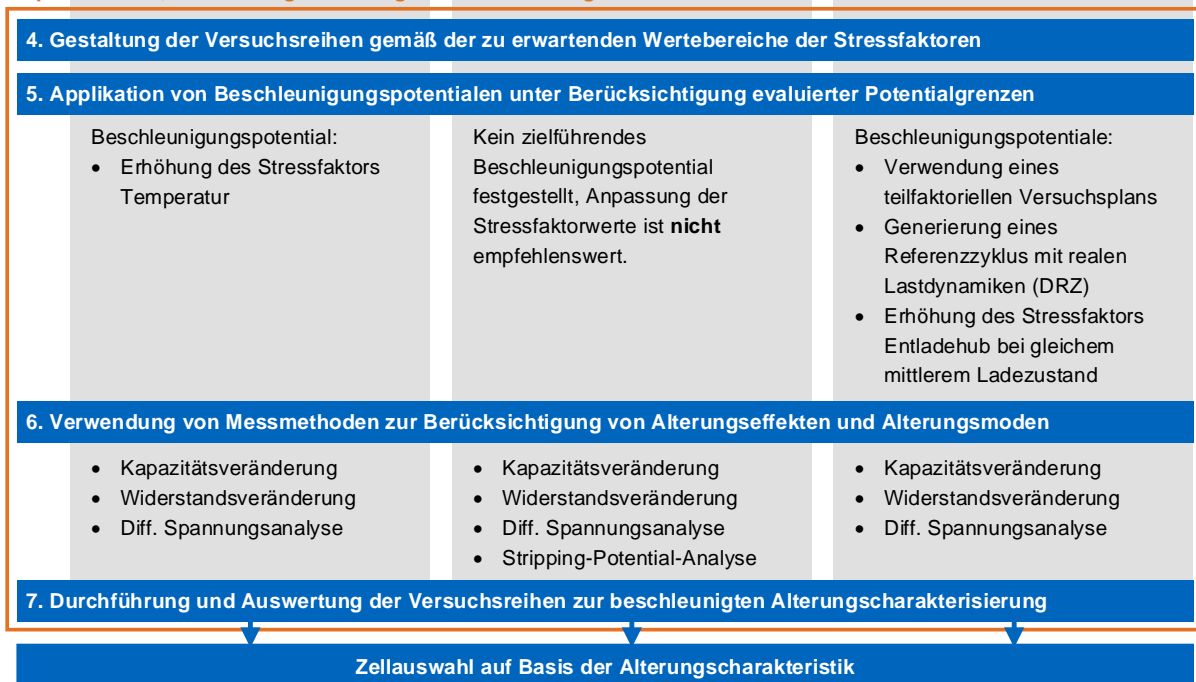 4. Gestaltung der Versuchsreihen gemäß der zu erwartenden Wertebereiche der Stressfaktoren
5. Applikation von Beschleunigungspotentialen unter Berücksichtigung evaluierter Potentialgrenzen
Beschleunigungspotential:
• Erhöhung des Stressfaktors
Temperatur
Kein zielführendes
Beschleunigungspotential
festgestellt, Anpassung der
Stressfaktorwerte ist nicht
empfehlenswert.
Beschleunigungspotentiale:
• Verwendung eines
teilfaktoriellen Versuchsplans
• Generierung eines
Referenzzyklus mit realen
Lastdynamiken (DRZ)
• Erhöhung des Stressfaktors
Entladehub bei gleichem
mittlerem Ladezustand
6. Verwendung von Messmethoden zur Berücksichtigung von Alterungseffekten und Alterungsmoden
• Kapazitätsveränderung
• Widerstandsveränderung
• Diff. Spannungsanalyse
• Kapazitätsveränderung
• Widerstandsveränderung
• Diff. Spannungsanalyse
• Stripping-Potential-Analyse
• Kapazitätsveränderung
• Widerstandsveränderung
• Diff. Spannungsanalyse
7. Durchführung und Auswertung der Versuchsreihen zur beschleunigten Alterungscharakterisierung
Zellauswahl auf Basis der Alterungscharakteristik